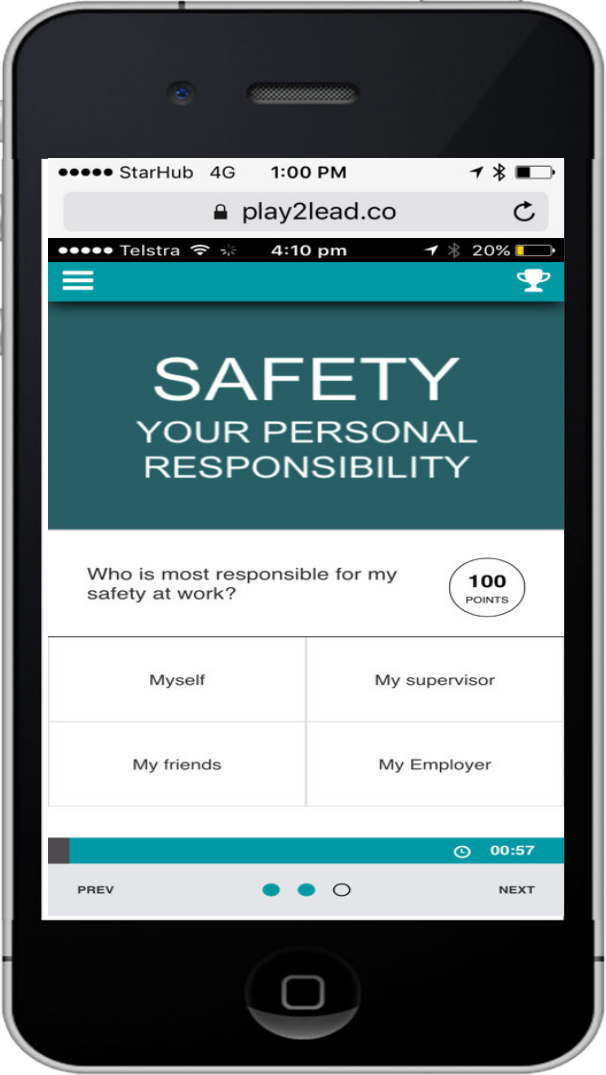 StarHub 4G 1:00 PM
play2lead.co
Telstra 4:10 pm 20%
SAFETY
YOUR PERSONAL
RESPONSIBILITY
Who is most responsible for my
safety at work?
100
POINTS
Myself
My supervisor
My friends
My Employer
00:57
PREV
NEXT